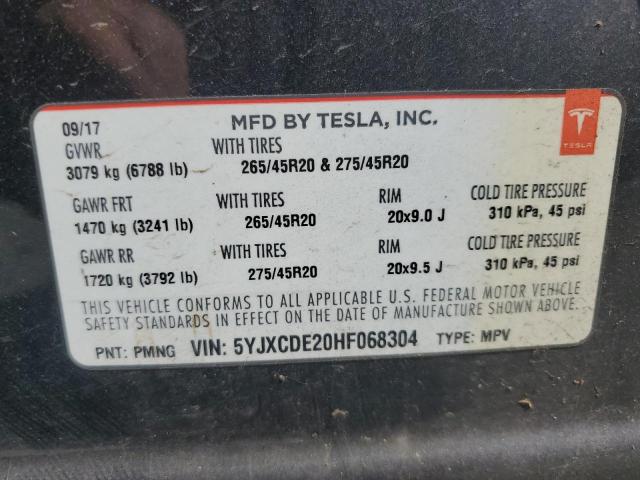 09/17 MFD BY TESLA, INC.
TESLA
GVWR WITH TIRES
3079 kg (6788 lb) 265/45R20 & 275/45R20
GAWR FRT WITH TIRES RIM COLD TIRE PRESSURE
1470 kg (3241 lb) 265/45R20 20x9.0 J 310 kPa, 45 psi
GAWR RR WITH TIRES RIM COLD TIRE PRESSURE
1720 kg (3792 lb) 275/45R20 20x9.5 J 310 kPa, 45 psi
THIS VEHICLE CONFORMS TO ALL APPLICABLE U.S. FEDERAL MOTOR VEHICLE
SAFETY STANDARDS IN EFFECT ON THE DATE OF MANUFACTURE SHOWN ABOVE.
PNT: PMNG VIN: 5YJXCDE20HF068304 TYPE: MPV